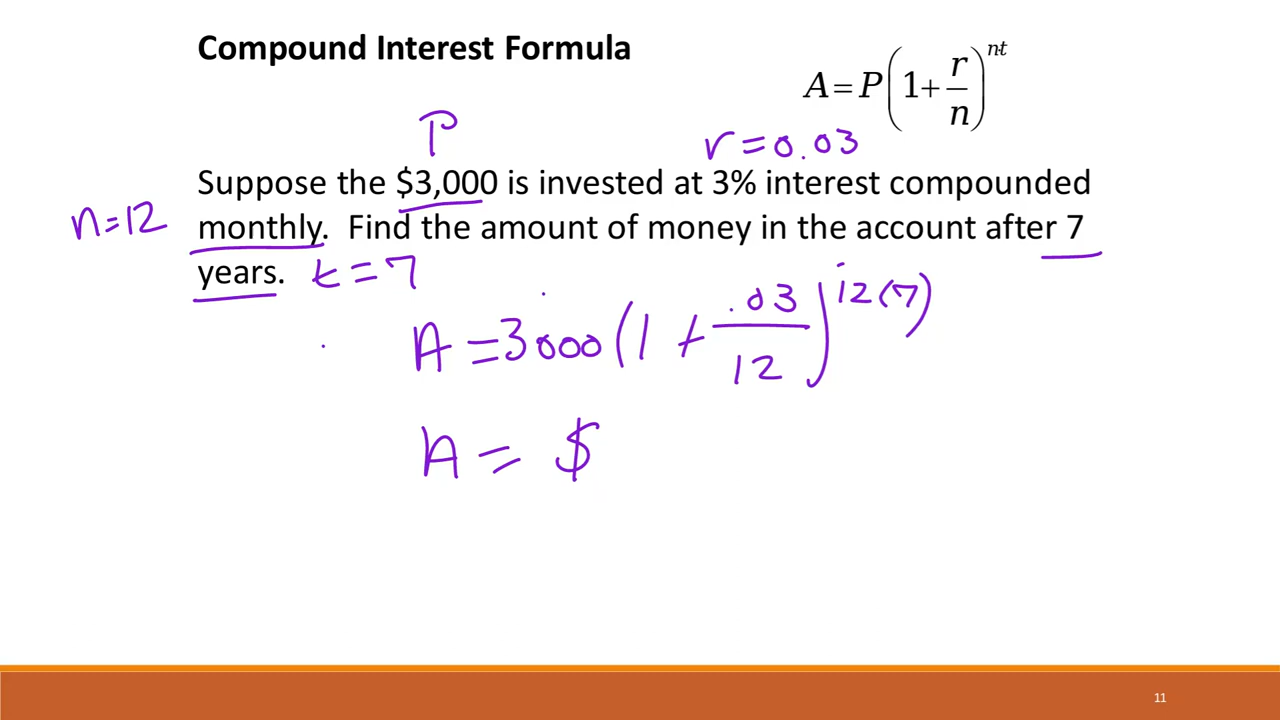 Compound Interest Formula
A = P(1 + r/n)^nt
P
r = 0.03
Suppose the $3,000 is invested at 3% interest compounded
n = 12
monthly. Find the amount of money in the account after 7
years. t = 7
A = 3000(1 + .03/12)^12(7)
A = $
11